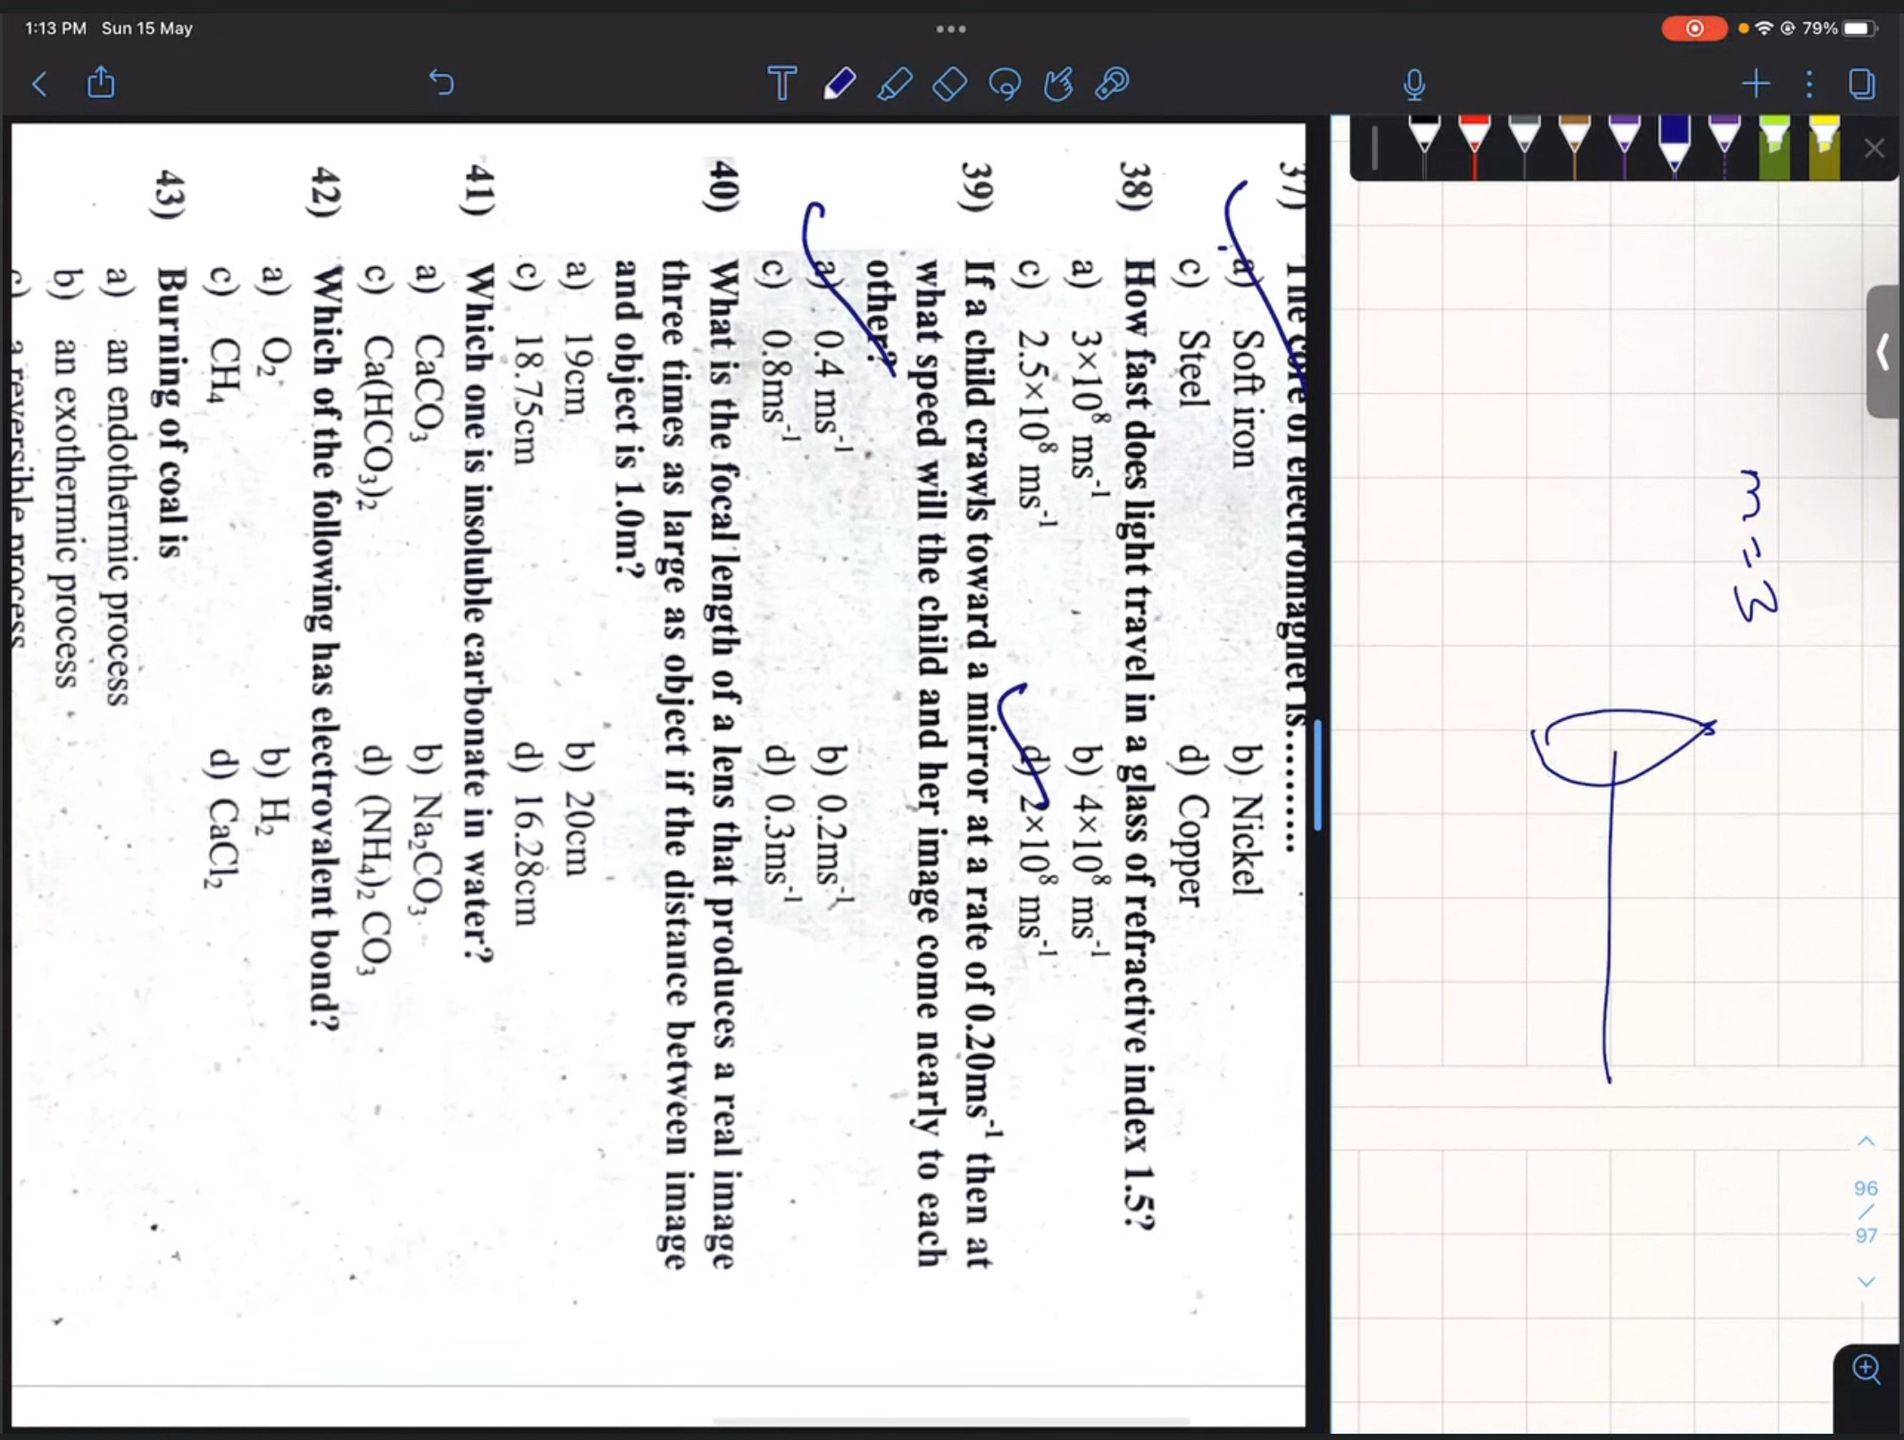 1:13 PM Sun 15 May
79%
37) The core of electromagnet is..........
a) Soft iron b) Nickel
c) Steel d) Copper
38) How fast does light travel in a glass of refractive index 1.5?
a) 3×10⁸ ms⁻¹ b) 4×10⁸ ms⁻¹
c) 2.5×10⁸ ms⁻¹ d) 2×10⁸ ms⁻¹
39) If a child crawls toward a mirror at a rate of 0.20ms⁻¹ then at
what speed will the child and her image come nearly to each
other?
a) 0.4 ms⁻¹ b) 0.2ms⁻¹
c) 0.8ms⁻¹ d) 0.3ms⁻¹
40) What is the focal length of a lens that produces a real image
three times as large as object if the distance between image
and object is 1.0m?
a) 19cm b) 20cm
c) 18.75cm d) 16.28cm
41) Which one is insoluble carbonate in water?
a) CaCO₃ b) Na₂CO₃
c) Ca(HCO₃)₂ d) (NH₄)₂ CO₃
42) Which of the following has electrovalent bond?
a) O₂ b) H₂
c) CH₄ d) CaCl₂
43) Burning of coal is
a) an endothermic process
b) an exothermic process
c) a reversible process
m = 3
96
/
97